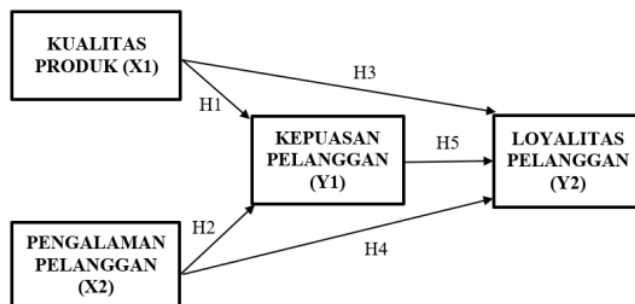 KUALITAS
PRODUK (X1)
H3
H1
KEPUASAN
PELANGGAN
(Y1)
H5
LOYALITAS
PELANGGAN
(Y2)
H2
H4
PENGALAMAN
PELANGGAN
(X2)